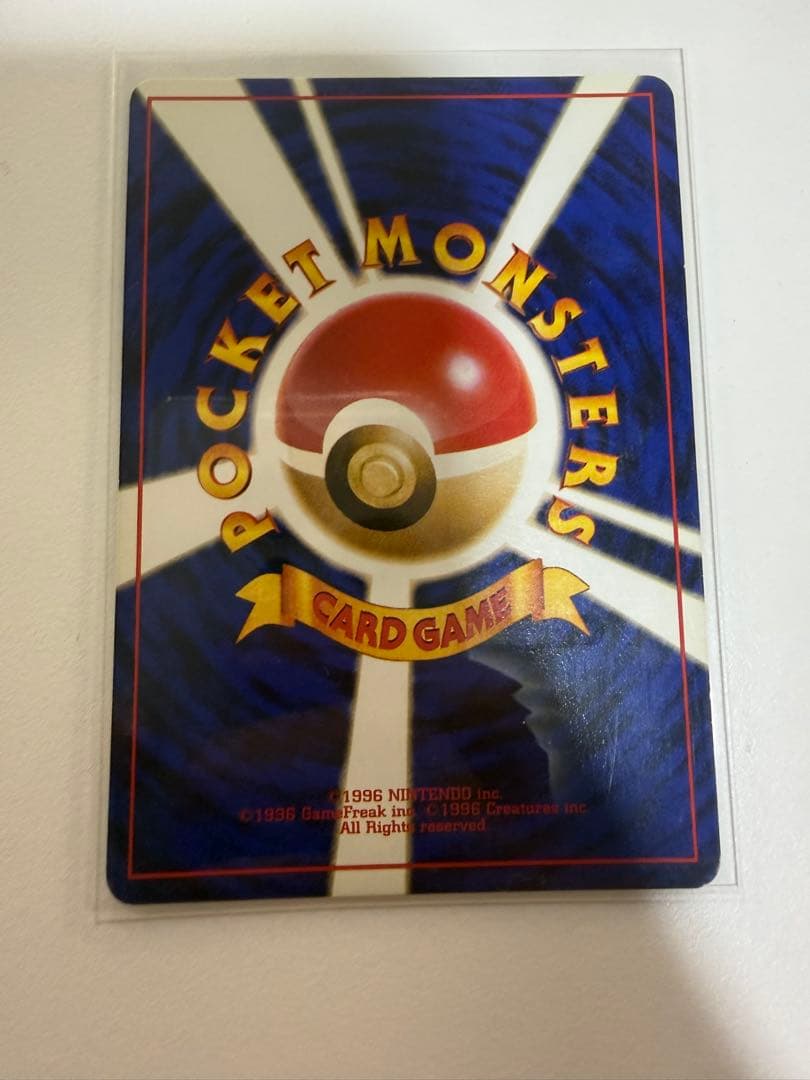 POCKET MONSTERS
CARD GAME
©1996 NINTENDO inc.
©1996 GameFreak inc. ©1996 Creatures inc.
All Rights reserved